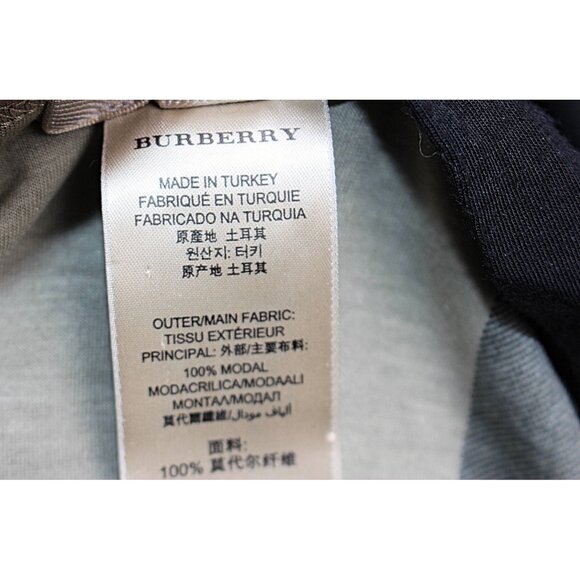 BURBERRY
MADE IN TURKEY
FABRIQUÉ EN TURQUIE
FABRICADO NA TURQUIA
原產地 土耳其
원산지: 터키
原产地 土耳其
OUTER/MAIN FABRIC:
TISSU EXTÉRIEUR
PRINCIPAL: 外部/主要布料:
100% MODAL
MODACRILICA/MODAALI
MONTAΛ/МОДАЛ
莫代爾纖維/ألياف مودال
面料:
100% 莫代尔纤维